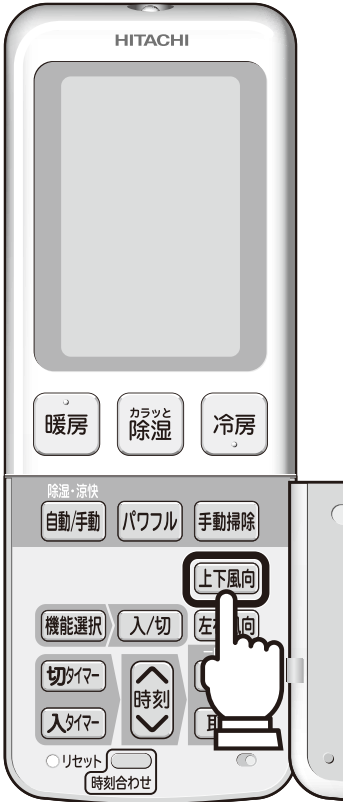 HITACHI
暖房
カラッと
除湿
冷房
除湿・涼快
自動/手動 パワフル 手動掃除
上下風向
機能選択 入/切
切タイマー
時刻
入タイマー
リセット
時刻合わせ